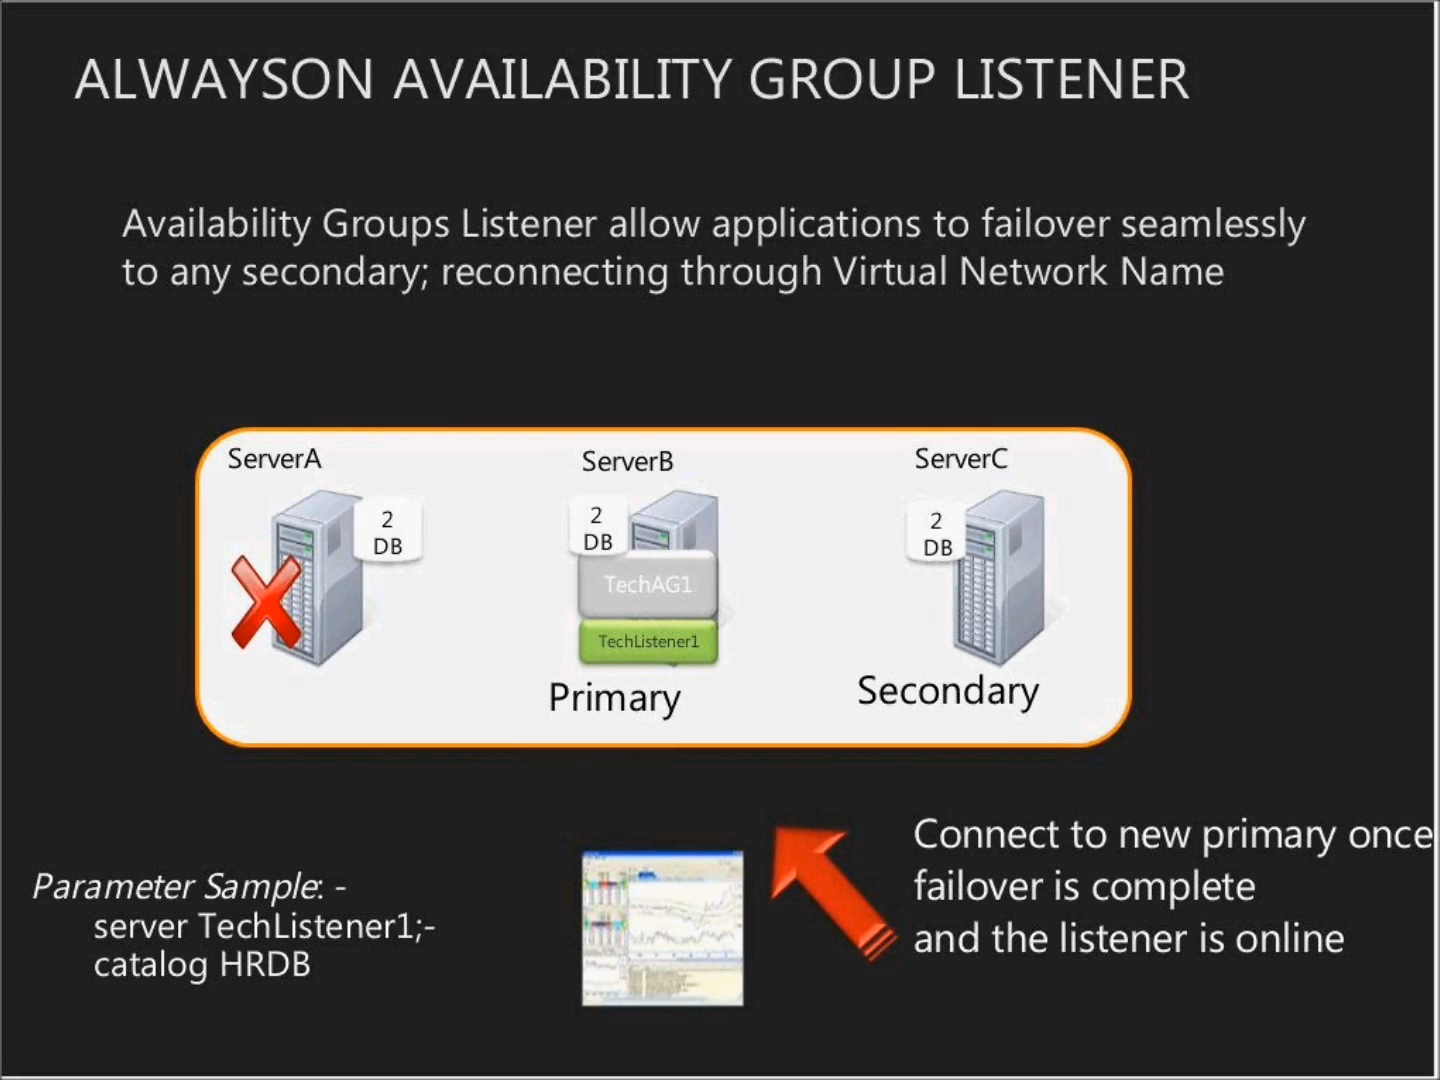 ALWAYSON AVAILABILITY GROUP LISTENER
Availability Groups Listener allow applications to failover seamlessly
to any secondary; reconnecting through Virtual Network Name
ServerA
ServerB
ServerC
2
DB
2
DB
2
DB
TechAG1
TechListener1
Primary
Secondary
Connect to new primary once
failover is complete
and the listener is online
Parameter Sample: -
server TechListener1;-
catalog HRDB